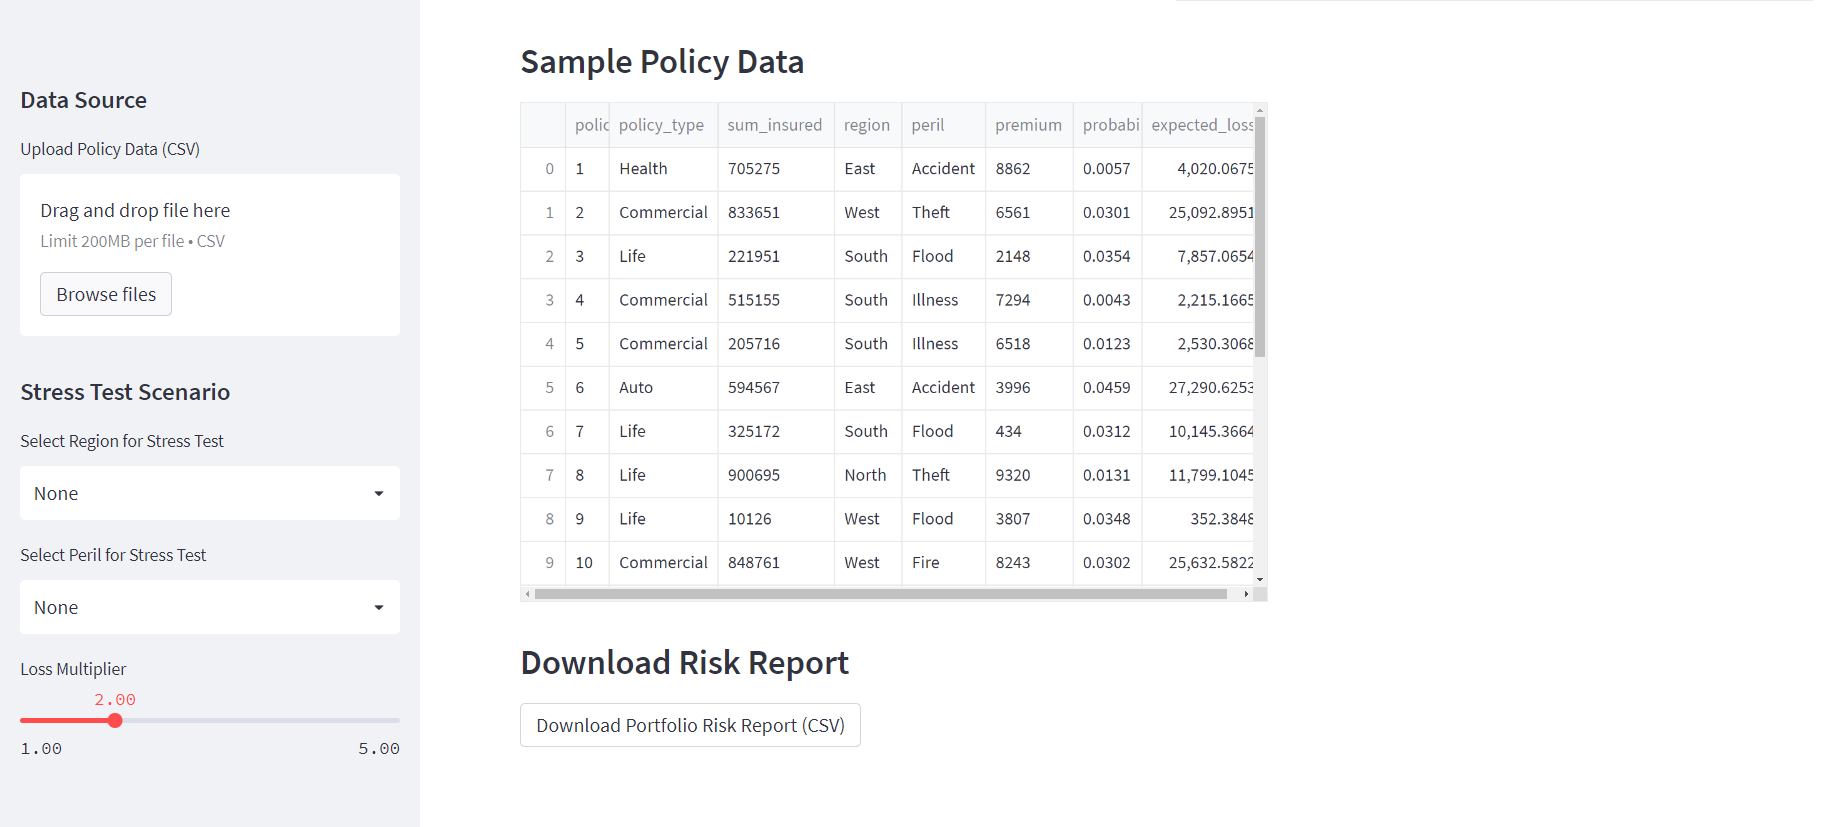 Data Source
Upload Policy Data (CSV)
Drag and drop file here
Limit 200MB per file • CSV
Browse files
Stress Test Scenario
Select Region for Stress Test
None
Select Peril for Stress Test
None
Loss Multiplier
2.00
1.00 5.00
Sample Policy Data
polic policy_type sum_insured region peril premium probabi expected_loss
0 1 Health 705275 East Accident 8862 0.0057 4,020.0675
1 2 Commercial 833651 West Theft 6561 0.0301 25,092.8951
2 3 Life 221951 South Flood 2148 0.0354 7,857.0654
3 4 Commercial 515155 South Illness 7294 0.0043 2,215.1665
4 5 Commercial 205716 South Illness 6518 0.0123 2,530.3068
5 6 Auto 594567 East Accident 3996 0.0459 27,290.6253
6 7 Life 325172 South Flood 434 0.0312 10,145.3664
7 8 Life 900695 North Theft 9320 0.0131 11,799.1045
8 9 Life 10126 West Flood 3807 0.0348 352.3848
9 10 Commercial 848761 West Fire 8243 0.0302 25,632.5822
Download Risk Report
Download Portfolio Risk Report (CSV)